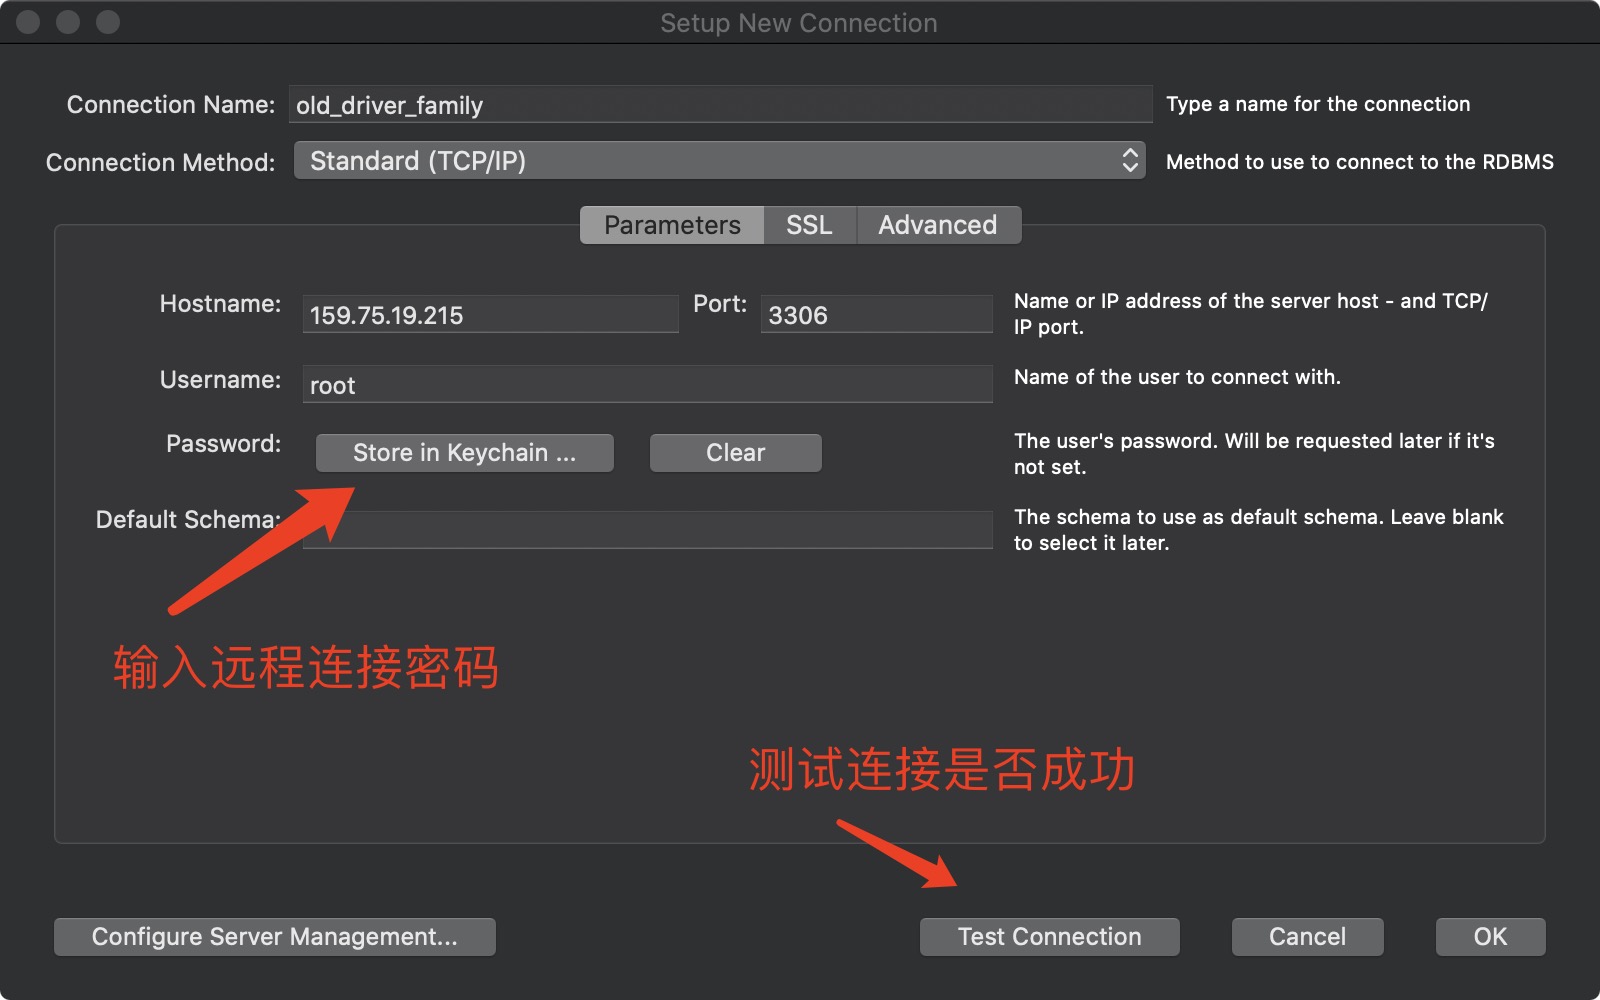 Setup New Connection
Connection Name: old_driver_family Type a name for the connection
Connection Method: Standard (TCP/IP) Method to use to connect to the RDBMS
Parameters SSL Advanced
Hostname: 159.75.19.215 Port: 3306 Name or IP address of the server host - and TCP/
IP port.
Username: root Name of the user to connect with.
Password: Store in Keychain ... Clear The user's password. Will be requested later if it's
not set.
Default Schema: The schema to use as default schema. Leave blank
to select it later.
输入远程连接密码
测试连接是否成功
Configure Server Management... Test Connection Cancel OK